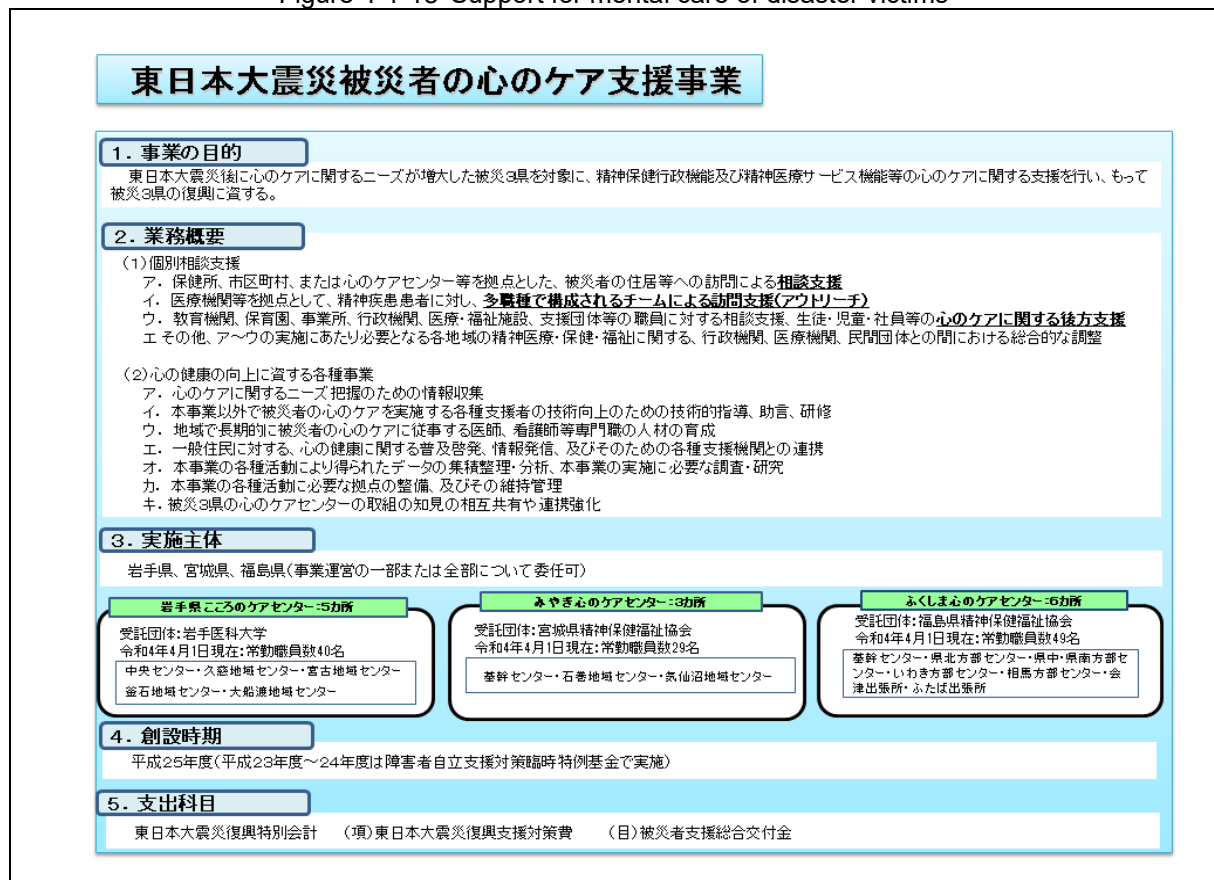 Figure 4-1-18 Support for mental care of disaster victims
東日本大震災被災者の心のケア支援事業
1．事業の目的
東日本大震災後に心のケアに関するニーズが増大した被災3県を対象に、精神保健行政機能及び精神医療サービス機能等の心のケアに関する支援を行い、もって
被災3県の復興に資する。
2．業務概要
（1）個別相談支援
ア．保健所、市区町村、または心のケアセンター等を拠点とした、被災者の住居等への訪問による相談支援
イ．医療機関等を拠点として、精神疾患患者に対し、多職種で構成されるチームによる訪問支援（アウトリーチ）
ウ．教育機関、保育園、事業所、行政機関、医療・福祉施設、支援団体等の職員に対する相談支援、生徒・児童・社員等の心のケアに関する後方支援
エ その他、ア～ウの実施にあたり必要となる各地域の精神医療・保健・福祉に関する、行政機関、医療機関、民間団体との間における総合的な調整
（2）心の健康の向上に資する各種事業
ア．心のケアに関するニーズ把握のための情報収集
イ．本事業以外で被災者の心のケアを実施する各種支援者の技術向上のための技術的指導、助言、研修
ウ．地域で長期的に被災者の心のケアに従事する医師、看護師等専門職の人材の育成
エ．一般住民に対する、心の健康に関する普及啓発、情報発信、及びそのための各種支援機関との連携
オ．本事業の各種活動により得られたデータの集積整理・分析、本事業の実施に必要な調査・研究
カ．本事業の各種活動に必要な拠点の整備、及びその維持管理
キ．被災3県の心のケアセンターの取組の知見の相互共有や連携強化
3．実施主体
岩手県、宮城県、福島県（事業運営の一部または全部について委任可）
岩手県こころのケアセンター：5カ所
受託団体：岩手医科大学
令和4年4月1日現在：常勤職員数40名
中央センター・久慈地域センター・宮古地域センター
釜石地域センター・大船渡地域センター
みやぎ心のケアセンター：3カ所
受託団体：宮城県精神保健福祉協会
令和4年4月1日現在：常勤職員数29名
基幹センター・石巻地域センター・気仙沼地域センター
ふくしま心のケアセンター：6カ所
受託団体：福島県精神保健福祉協会
令和4年4月1日現在：常勤職員数49名
基幹センター・県北方部センター・県中・県南方部セ
ンター・いわき方部センター・相馬方部センター・会
津出張所・ふたば出張所
4．創設時期
平成25年度（平成23年度～24年度は障害者自立支援対策臨時特例基金で実施）
5．支出科目
東日本大震災復興特別会計　（項）東日本大震災復興支援対策費　（目）被災者支援総合交付金